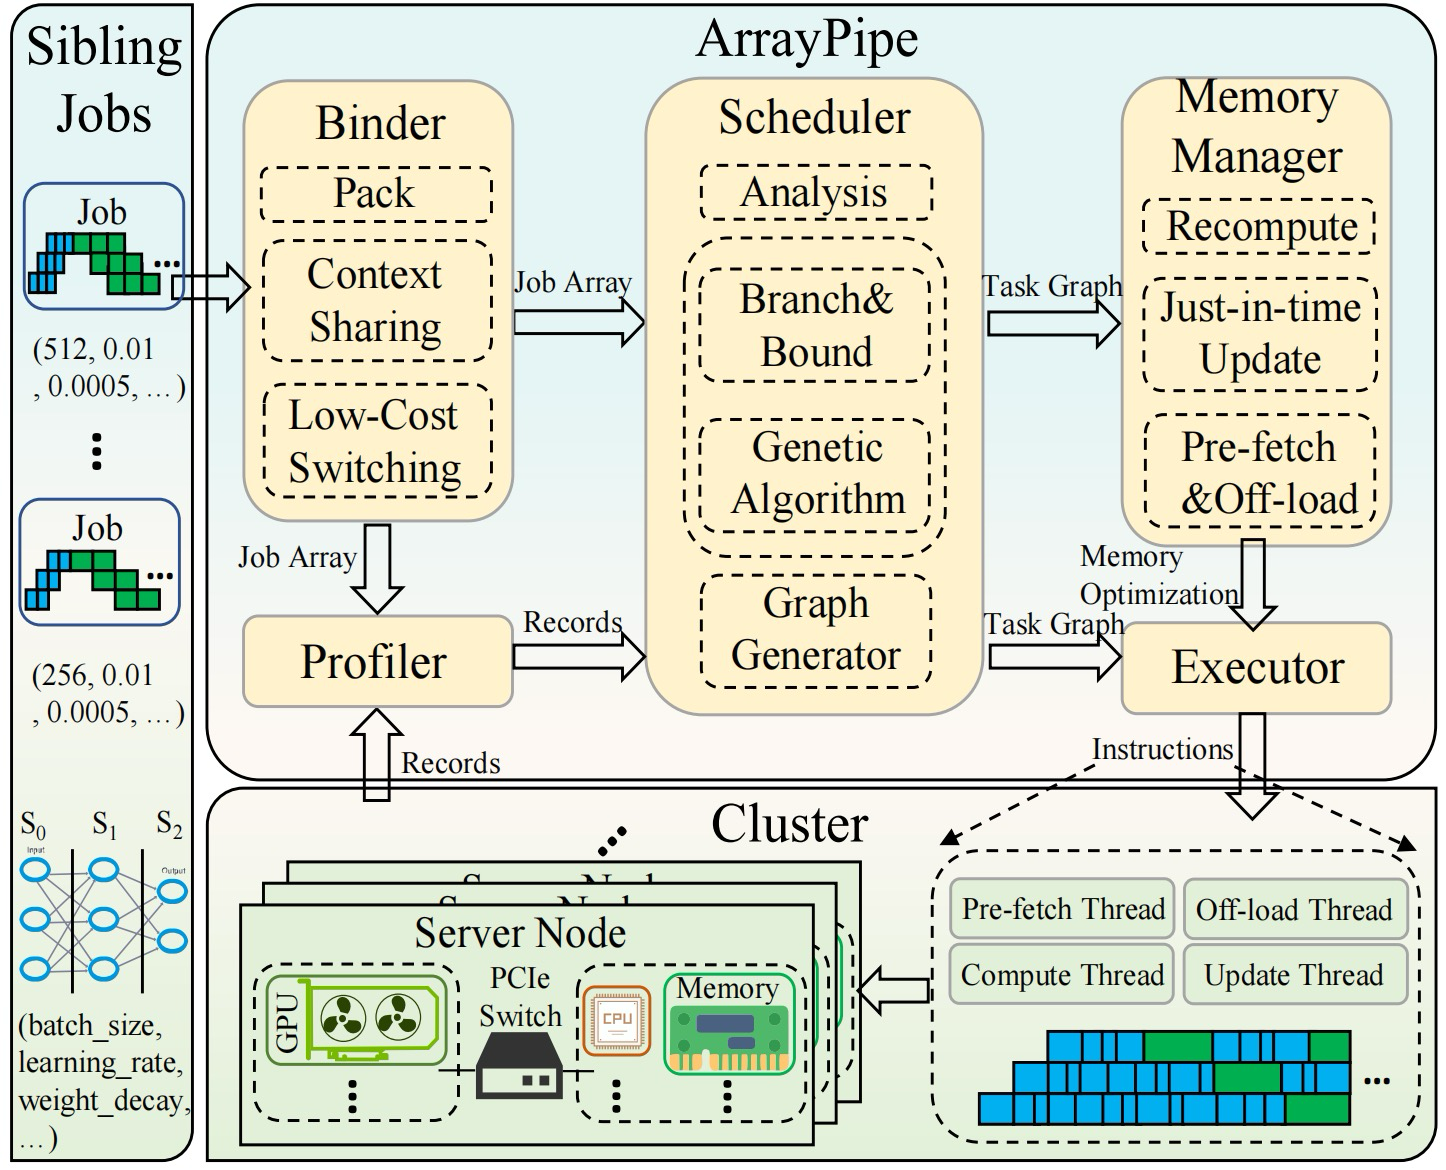 Sibling
Jobs
Job
...
(512, 0.01
, 0.0005, ...)
Job
...
(256, 0.01
, 0.0005, ...)
S0 S1 S2
Input
Output
(batch_size,
learning_rate,
weight_decay,
...)
ArrayPipe
Binder
Pack
Context
Sharing
Low-Cost
Switching
Job Array
Job Array
Profiler
Records
Records
Scheduler
Analysis
Branch&
Bound
Genetic
Algorithm
Graph
Generator
Task Graph
Task Graph
Memory
Manager
Recompute
Just-in-time
Update
Pre-fetch
&Off-load
Memory
Optimization
Executor
Instructions
Cluster
Server Node
GPU
PCIe
Switch
CPU
Memory
Pre-fetch Thread
Off-load Thread
Compute Thread
Update Thread
...